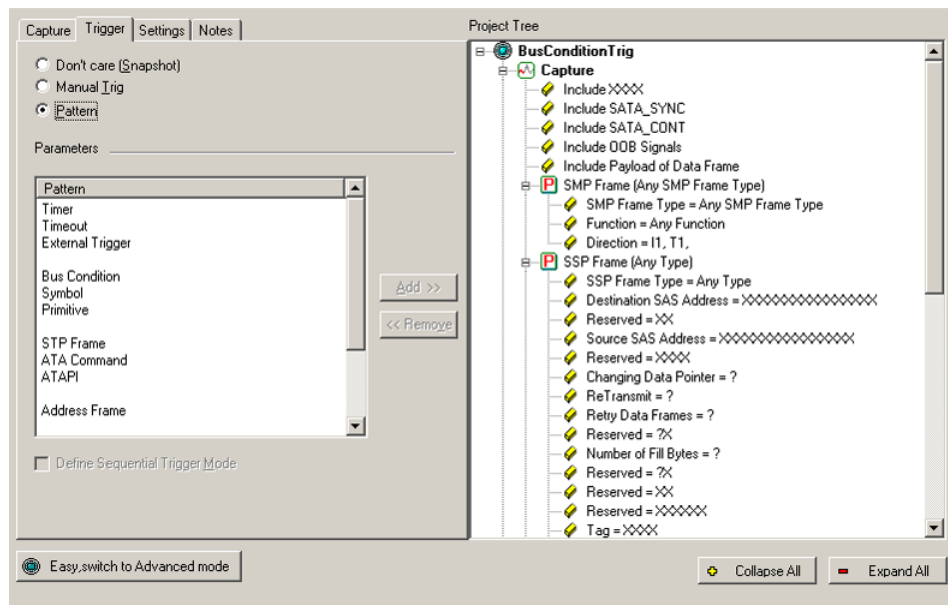 Capture Trigger Settings Notes
Don't care (Snapshot)
Manual Trig
Pattern
Parameters
Pattern
Timer
Timeout
External Trigger
Bus Condition
Symbol
Primitive
STP Frame
ATA Command
ATAPI
Address Frame
Add >>
<< Remove
Define Sequential Trigger Mode
Easy,switch to Advanced mode
Project Tree
BusConditionTrig
Capture
Include XXXX
Include SATA_SYNC
Include SATA_CONT
Include OOB Signals
Include Payload of Data Frame
P SMP Frame (Any SMP Frame Type)
SMP Frame Type = Any SMP Frame Type
Function = Any Function
Direction = I1, T1,
P SSP Frame (Any Type)
SSP Frame Type = Any Type
Destination SAS Address = XXXXXXXXXXXXXXXX
Reserved = XX
Source SAS Address = XXXXXXXXXXXXXXXX
Reserved = XXXX
Changing Data Pointer = ?
ReTransmit = ?
Retry Data Frames = ?
Reserved = ?X
Number of Fill Bytes = ?
Reserved = ?X
Reserved = XX
Reserved = XXXXXX
Tag = XXXX
Collapse All
Expand All